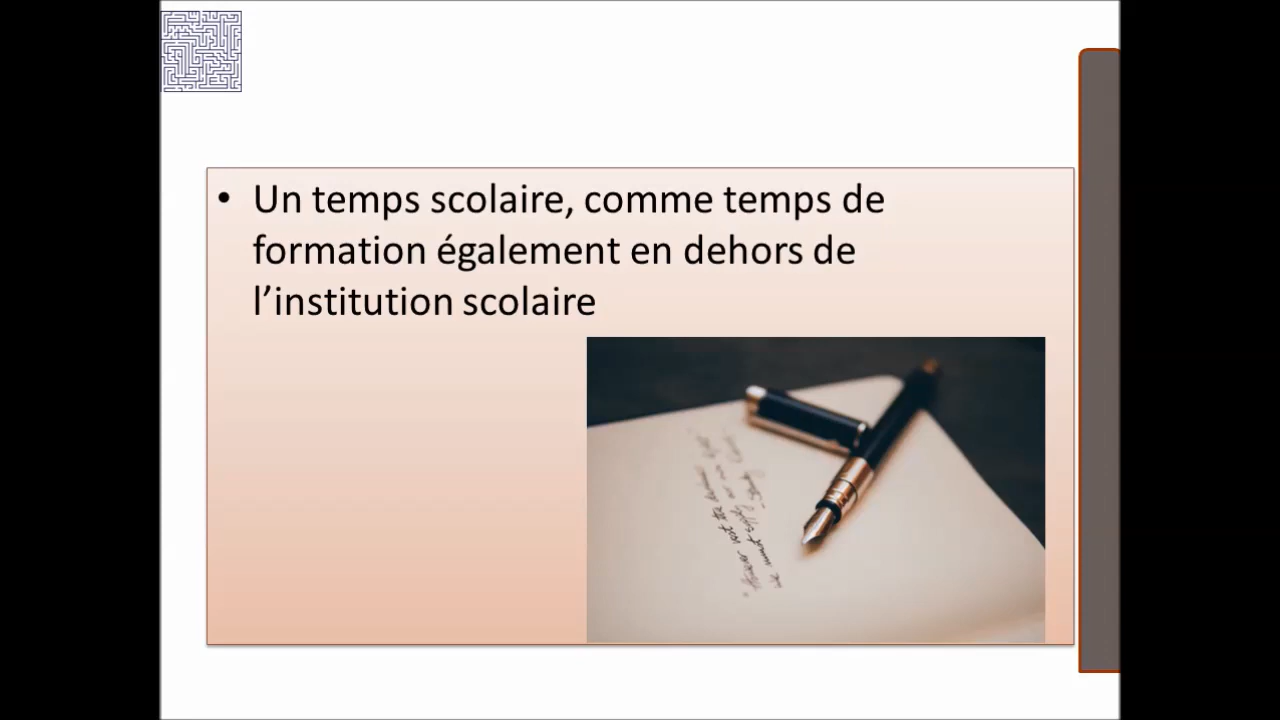 • Un temps scolaire, comme temps de
formation également en dehors de
l’institution scolaire